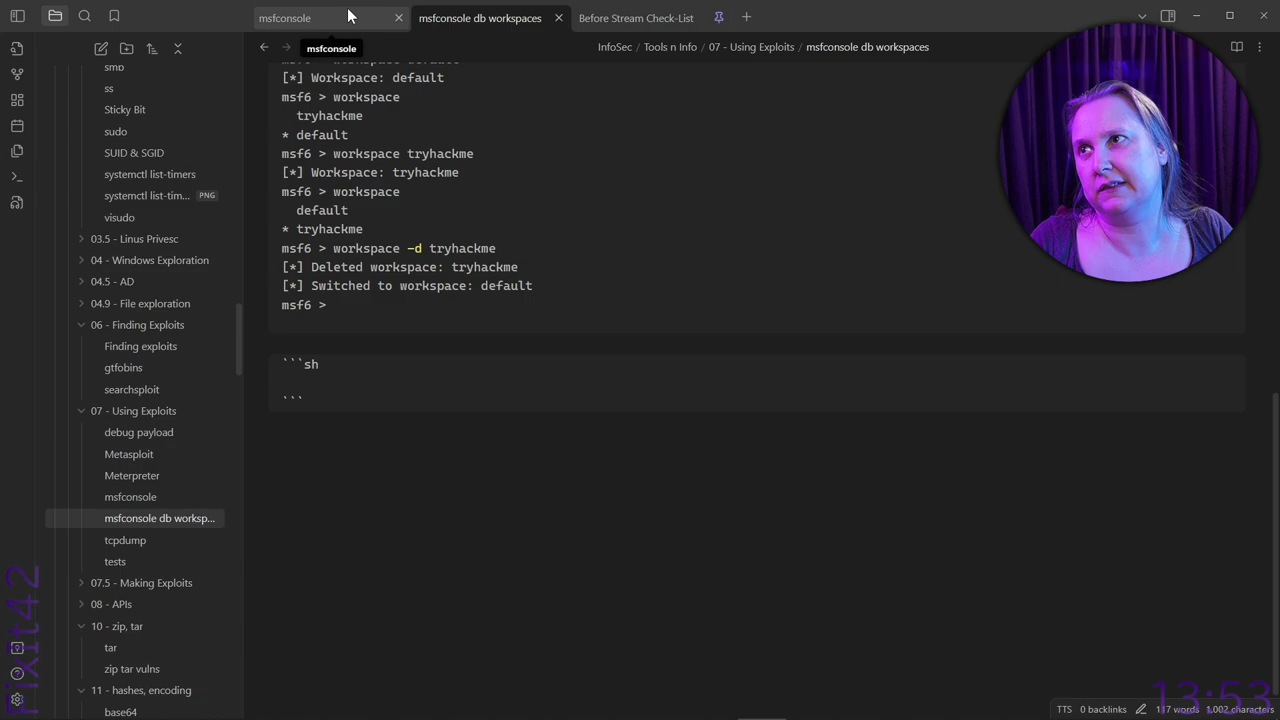 msfconsole
msfconsole db workspaces
Before Stream Check-List
msfconsole
InfoSec / Tools n Info / 07 - Using Exploits / msfconsole db workspaces
smb
ss
Sticky Bit
sudo
SUID & SGID
systemctl list-timers
systemctl list-tim... PNG
visudo
03.5 - Linus Privesc
04 - Windows Exploration
04.5 - AD
04.9 - File exploration
06 - Finding Exploits
Finding exploits
gtfobins
searchsploit
07 - Using Exploits
debug payload
Metasploit
Meterpreter
msfconsole
msfconsole db worksp...
tcpdump
tests
07.5 - Making Exploits
08 - APIs
10 - zip, tar
tar
zip tar vulns
11 - hashes, encoding
base64
[*] Workspace: default
msf6 > workspace
tryhackme
* default
msf6 > workspace tryhackme
[*] Workspace: tryhackme
msf6 > workspace
default
* tryhackme
msf6 > workspace -d tryhackme
[*] Deleted workspace: tryhackme
[*] Switched to workspace: default
msf6 >
```sh
```
Fixit42
13:53
TTS 0 backlinks 117 words 1,002 characters